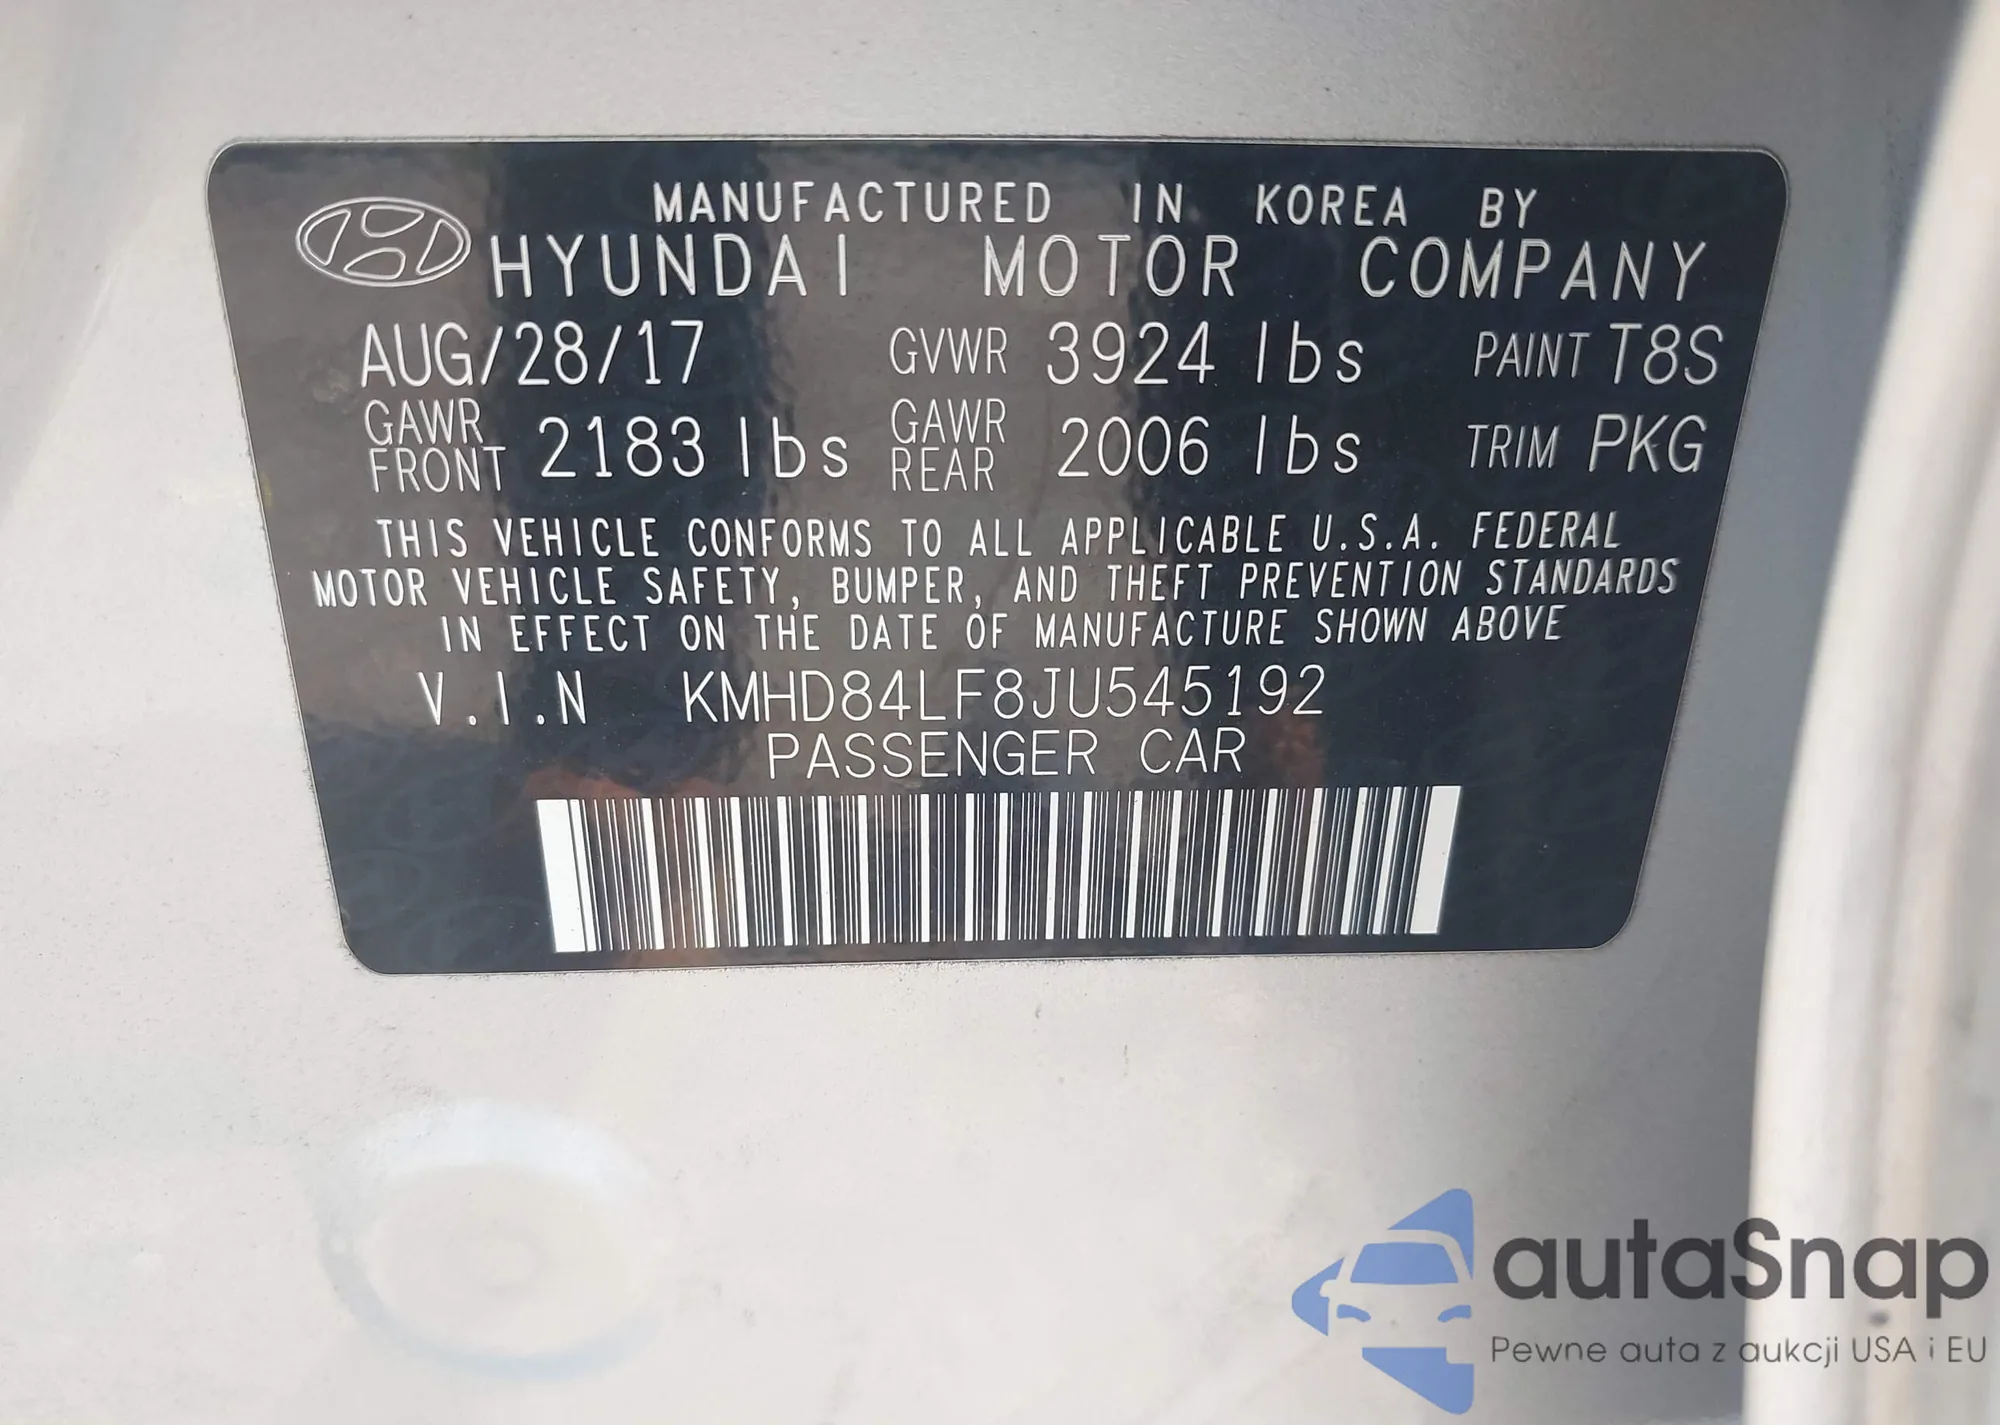 MANUFACTURED IN KOREA BY
HYUNDAI MOTOR COMPANY
AUG/28/17 GVWR 3924 lbs PAINT T8S
GAWR FRONT 2183 lbs GAWR REAR 2006 lbs TRIM PKG
THIS VEHICLE CONFORMS TO ALL APPLICABLE U.S.A. FEDERAL
MOTOR VEHICLE SAFETY, BUMPER, AND THEFT PREVENTION STANDARDS
IN EFFECT ON THE DATE OF MANUFACTURE SHOWN ABOVE
V.I.N KMHD84LF8JU545192
PASSENGER CAR
autaSnap
Pewne auta z aukcji USA i EU